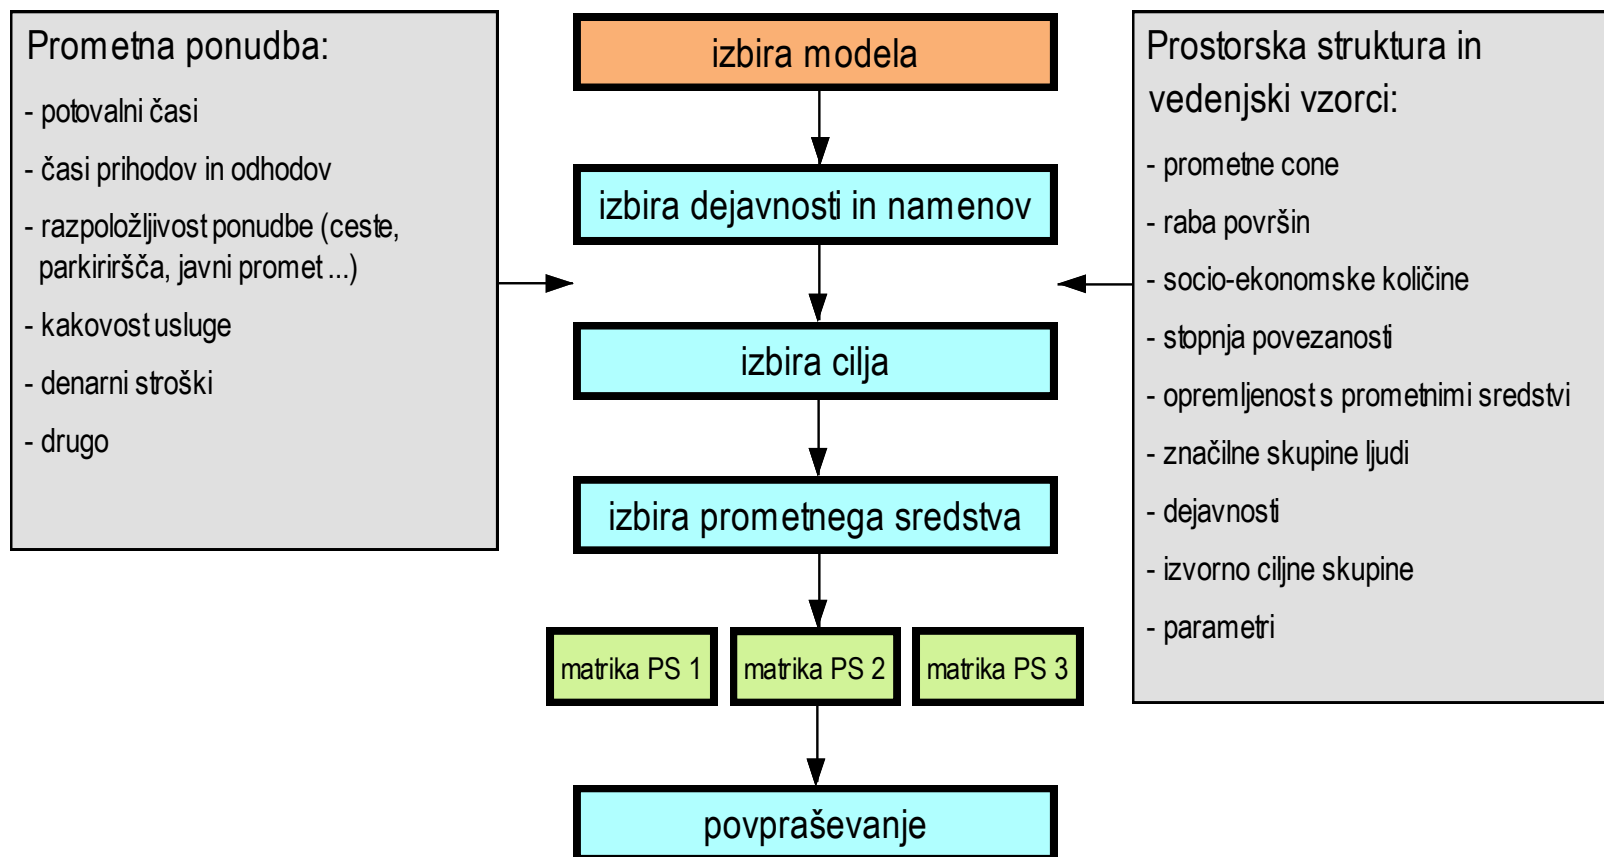 Prometna ponudba:
- potovalni časi
- časi prihodov in odhodov
- razpoložljivost ponudbe (ceste,
parkiriršča, javni promet ...)
- kakovost usluge
- denarni stroški
- drugo
izbira modela
izbira dejavnosti in namenov
izbira cilja
izbira prometnega sredstva
matrika PS 1
matrika PS 2
matrika PS 3
povpraševanje
Prostorska struktura in
vedenjski vzorci:
- prometne cone
- raba površin
- socio-ekonomske količine
- stopnja povezanosti
- opremljenost s prometnimi sredstvi
- značilne skupine ljudi
- dejavnosti
- izvorno ciljne skupine
- parametri